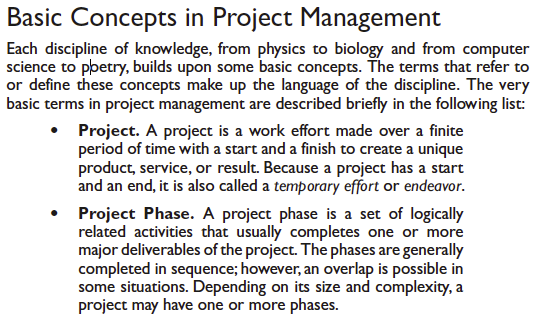 Basic Concepts in Project Management
Each discipline of knowledge, from physics to biology and from computer
science to poetry, builds upon some basic concepts. The terms that refer to
or define these concepts make up the language of the discipline. The very
basic terms in project management are described briefly in the following list:
• Project. A project is a work effort made over a finite
period of time with a start and a finish to create a unique
product, service, or result. Because a project has a start
and an end, it is also called a temporary effort or endeavor.
• Project Phase. A project phase is a set of logically
related activities that usually completes one or more
major deliverables of the project. The phases are generally
completed in sequence; however, an overlap is possible in
some situations. Depending on its size and complexity, a
project may have one or more phases.